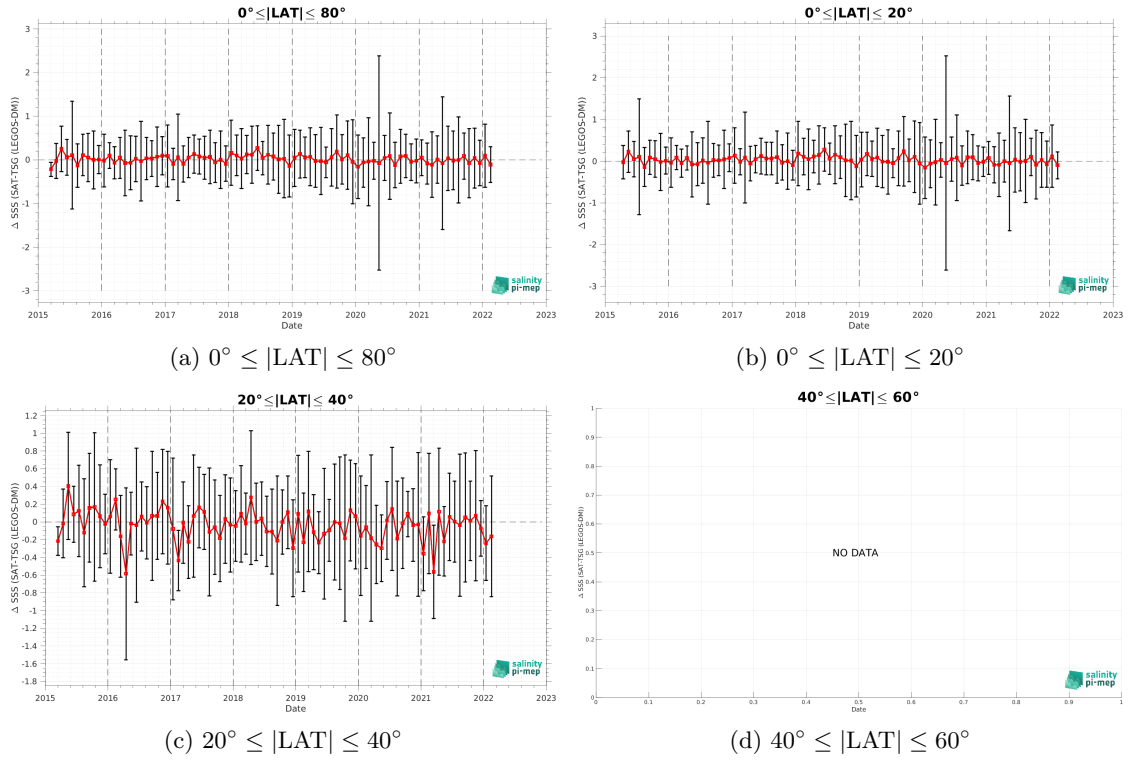 0°≤|LAT|≤ 80°
Δ SSS (SAT-TSG (LEGOS-DM))
3
2
1
0
-1
-2
-3
2015 2016 2017 2018 2019 2020 2021 2022 2023
Date
salinity
pi-mep
(a) 0° ≤ |LAT| ≤ 80°
0°≤|LAT|≤ 20°
Δ SSS (SAT-TSG (LEGOS-DM))
3
2
1
0
-1
-2
-3
2015 2016 2017 2018 2019 2020 2021 2022 2023
Date
salinity
pi-mep
(b) 0° ≤ |LAT| ≤ 20°
20°≤|LAT|≤ 40°
Δ SSS (SAT-TSG (LEGOS-DM))
1.2
1
0.8
0.6
0.4
0.2
0
-0.2
-0.4
-0.6
-0.8
-1
-1.2
-1.4
-1.6
-1.8
2015 2016 2017 2018 2019 2020 2021 2022 2023
Date
salinity
pi-mep
(c) 20° ≤ |LAT| ≤ 40°
40°≤|LAT|≤ 60°
Δ SSS (SAT-TSG (LEGOS-DM))
1
0.9
0.8
0.7
0.6
0.5
0.4
0.3
0.2
0.1
0
NO DATA
0 0.1 0.2 0.3 0.4 0.5 0.6 0.7 0.8 0.9 1
Date
salinity
pi-mep
(d) 40° ≤ |LAT| ≤ 60°